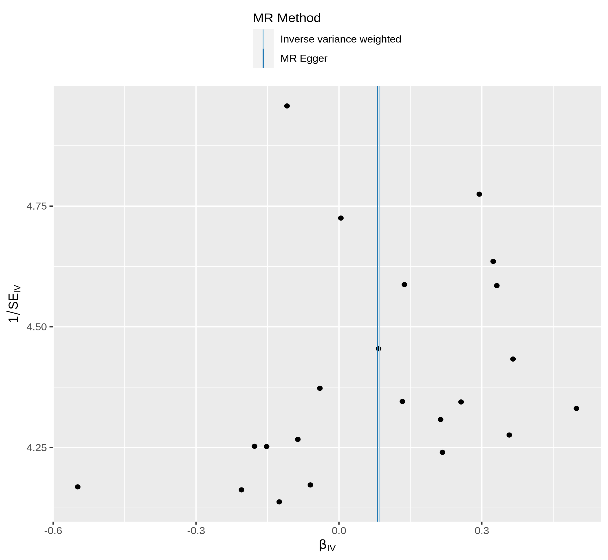 MR Method
Inverse variance weighted
MR Egger
4.75
4.50
4.25
1/SE_IV
-0.6
-0.3
0.0
0.3
β_IV